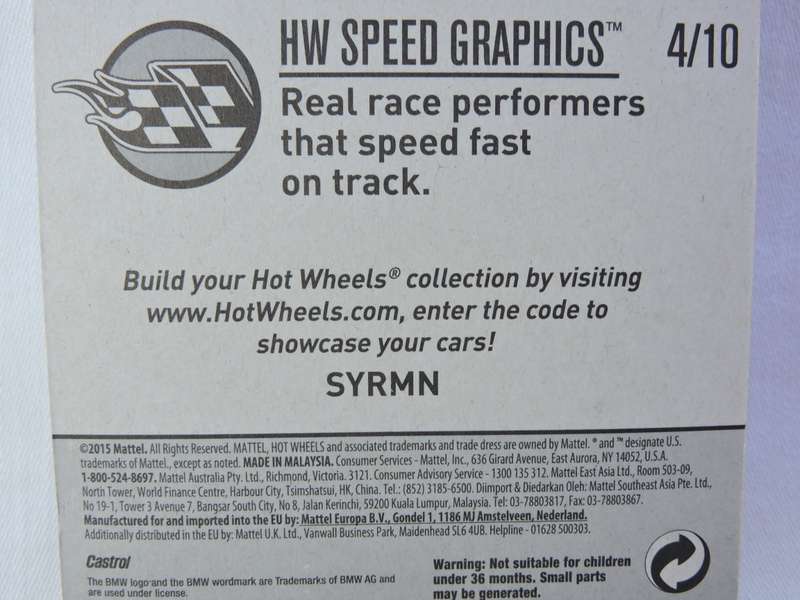 HW SPEED GRAPHICS™ 4/10
Real race performers
that speed fast
on track.
Build your Hot Wheels® collection by visiting
www.HotWheels.com, enter the code to
showcase your cars!
SYRMN
©2015 Mattel. All Rights Reserved. MATTEL, HOT WHEELS and associated trademarks and trade dress are owned by Mattel. ® and ™ designate U.S.
trademarks of Mattel., except as noted. MADE IN MALAYSIA. Consumer Services - Mattel, Inc., 636 Girard Avenue, East Aurora, NY 14052, U.S.A.
1-800-524-8697. Mattel Australia Pty. Ltd., Richmond, Victoria. 3121. Consumer Advisory Service - 1300 135 312. Mattel East Asia Ltd., Room 503-09,
North Tower, World Finance Centre, Harbour City, Tsimshatsui, HK, China. Tel.: (852) 3185-6500. Diimport & Diedarkan Oleh: Mattel Southeast Asia Pte. Ltd.,
No 19-1, Tower 3 Avenue 7, Bangsar South City, No 8, Jalan Kerinchi, 59200 Kuala Lumpur, Malaysia. Tel: 03-78803817, Fax: 03-78803867.
Manufactured for and imported into the EU by: Mattel Europa B.V., Gondel 1, 1186 MJ Amstelveen, Nederland.
Additionally distributed in the EU by: Mattel U.K. Ltd., Vanwall Business Park, Maidenhead SL6 4UB. Helpline - 01628 500303.
Castrol
The BMW logo and the BMW wordmark are Trademarks of BMW AG and
are used under license.
Warning: Not suitable for children
under 36 months. Small parts
may be generated.